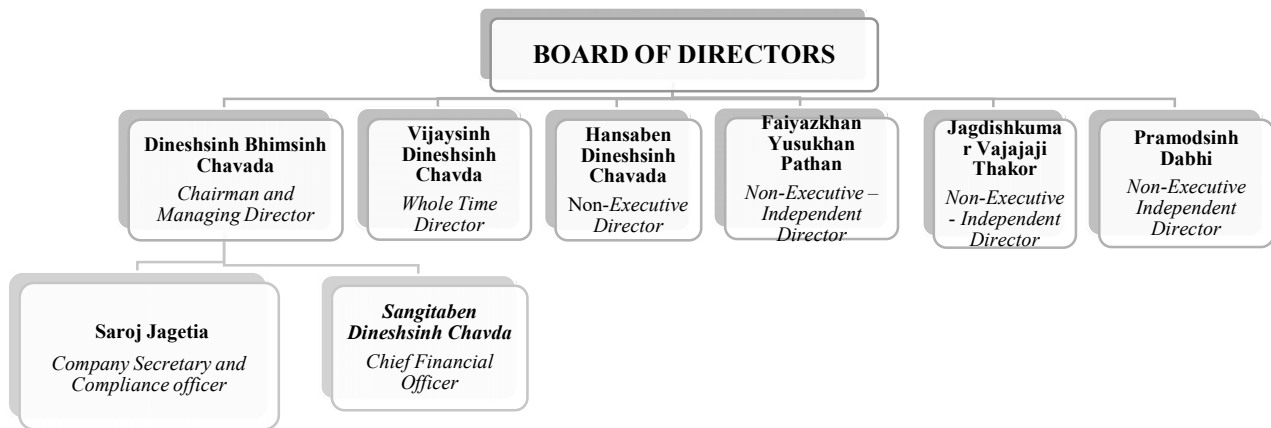 BOARD OF DIRECTORS
Dineshsinh Bhimsinh
Chavada
Chairman and
Managing Director
Vijaysinh
Dineshsinh
Chavda
Whole Time
Director
Hansaben
Dineshsinh
Chavada
Non-Executive
Director
Faiyazkhan
Yusukhan
Pathan
Non-Executive –
Independent
Director
Jagdishkuma
r Vajajaji
Thakor
Non-Executive
- Independent
Director
Pramodsinh
Dabhi
Non-Executive
Independent
Director
Saroj Jagetia
Company Secretary and
Compliance officer
Sangitaben
Dineshsinh Chavda
Chief Financial
Officer